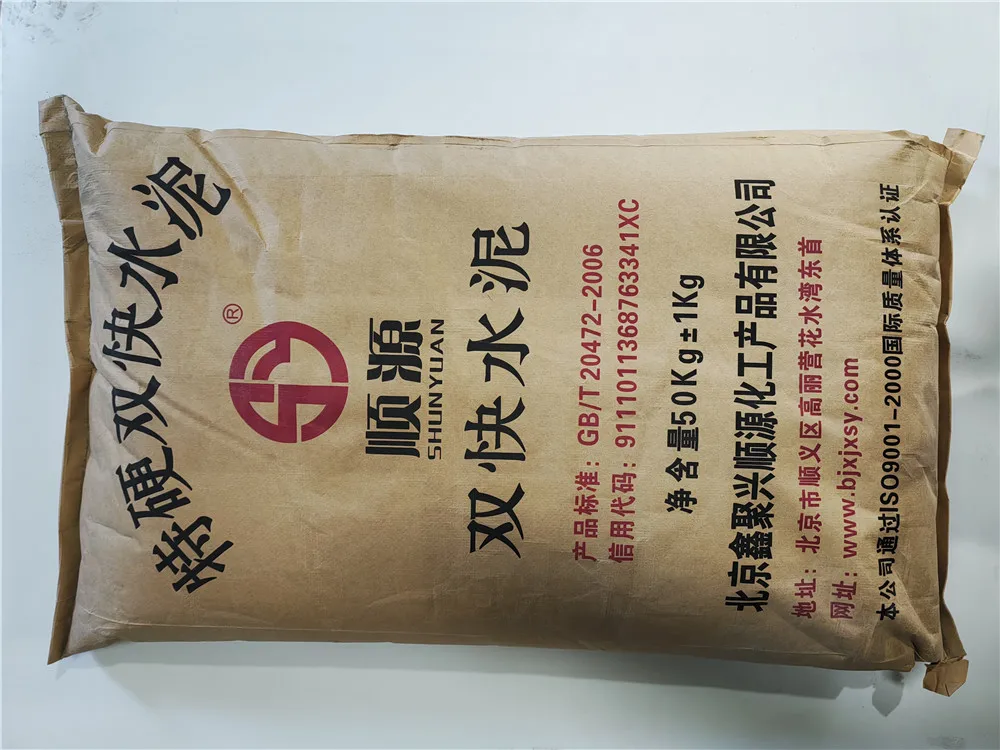 特硬双快水泥
®
顺源
SHUNYUAN
双快水泥
产品标准：GB/T20472-2006
信用代码：9111011368763341XC
净含量50Kg±1Kg
北京鑫聚兴顺源化工产品有限公司
地址：北京市顺义区高丽营花水湾东首
网址：www.bjxjxsy.com
本公司通过ISO9001-2000国际质量体系认证